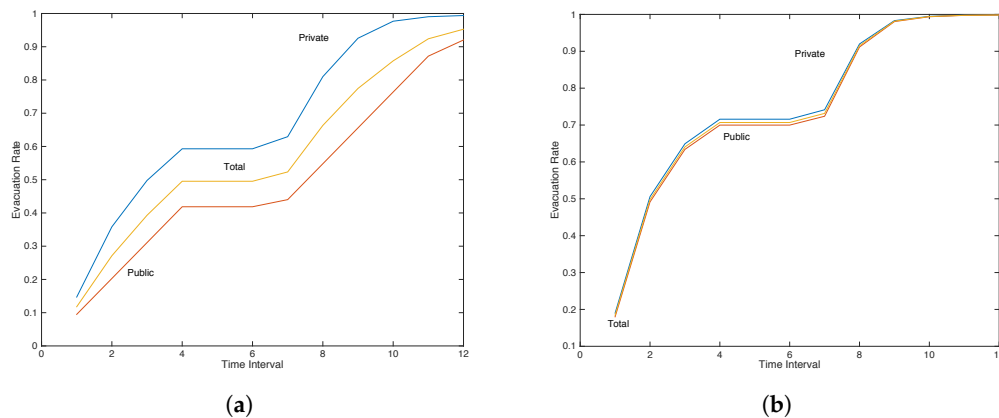 1
0.9
0.8
0.7
0.6
0.5
0.4
0.3
0.2
0.1
0
Evacuation Rate
Private
Total
Public
0 2 4 6 8 10 12
Time Interval
(a)
1
0.9
0.8
0.7
0.6
0.5
0.4
0.3
0.2
0.1
Evacuation Rate
Private
Public
Total
0 2 4 6 8 10
Time Interval
(b)